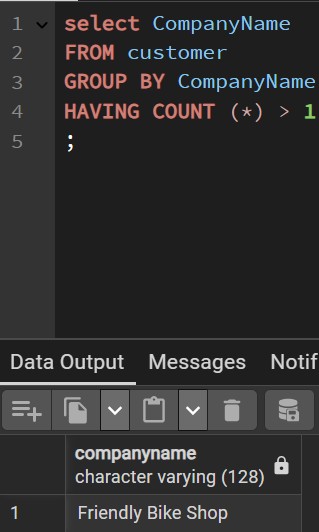 1 select CompanyName
2 FROM customer
3 GROUP BY CompanyName
4 HAVING COUNT (*) > 1
5 ;
Data Output Messages Notif
companyname
character varying (128)
1 Friendly Bike Shop